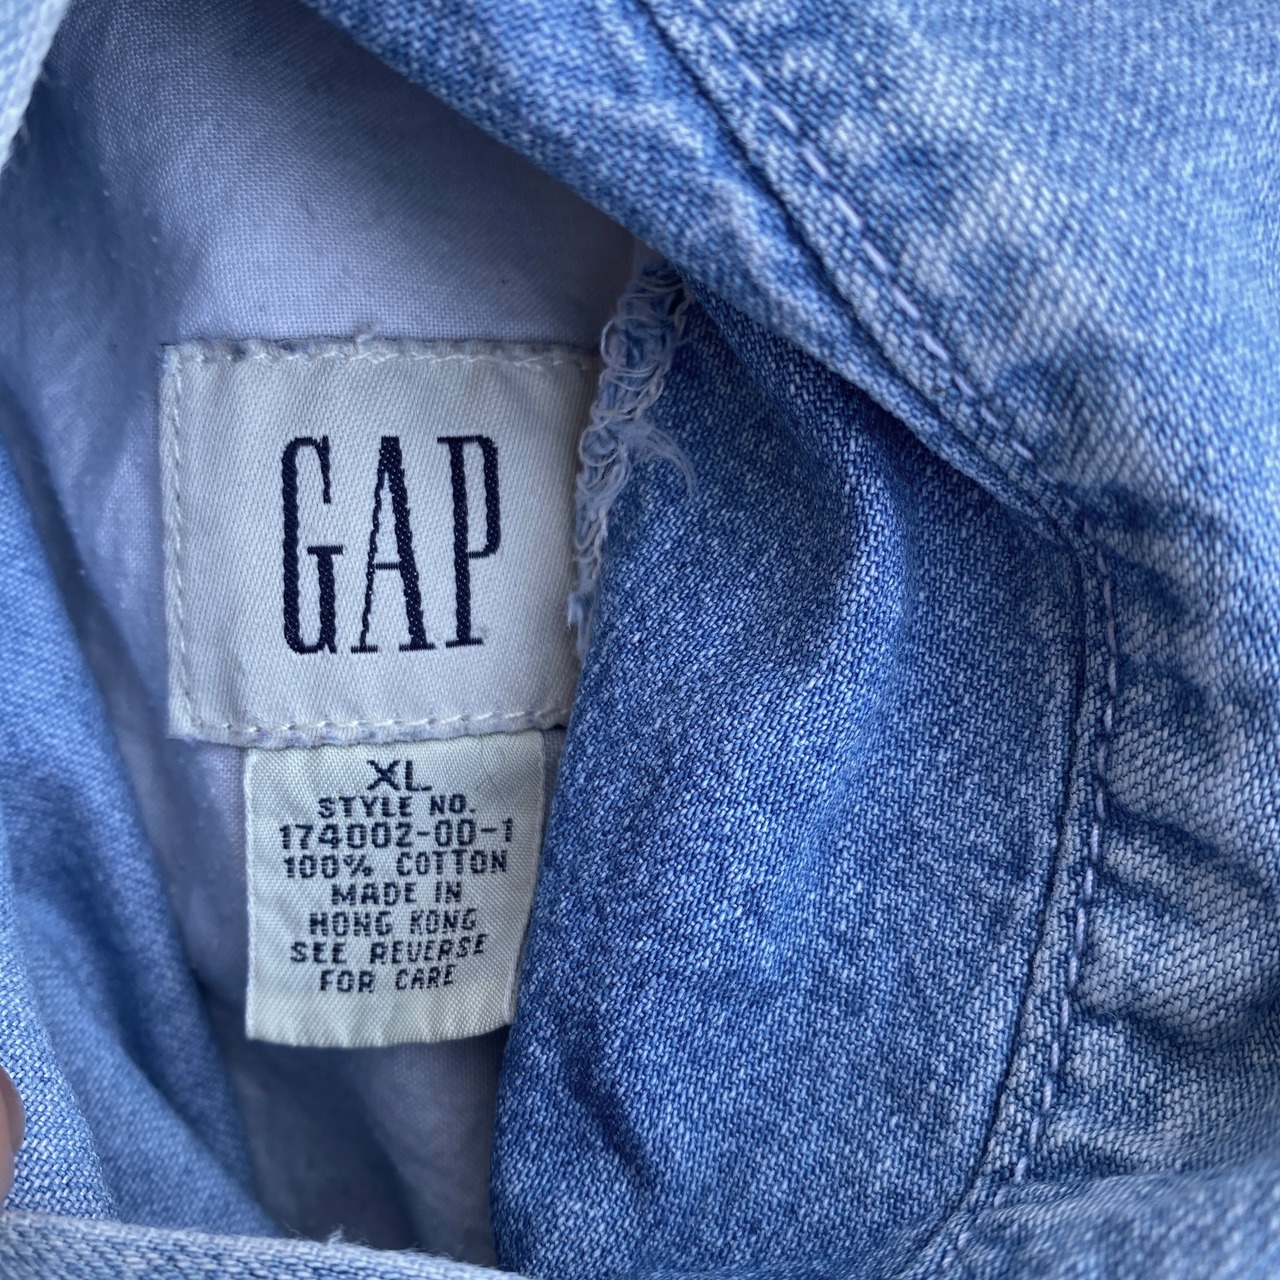 GAP
XL
STYLE NO.
174002-00-1
100% COTTON
MADE IN
HONG KONG
SEE REVERSE
FOR CARE